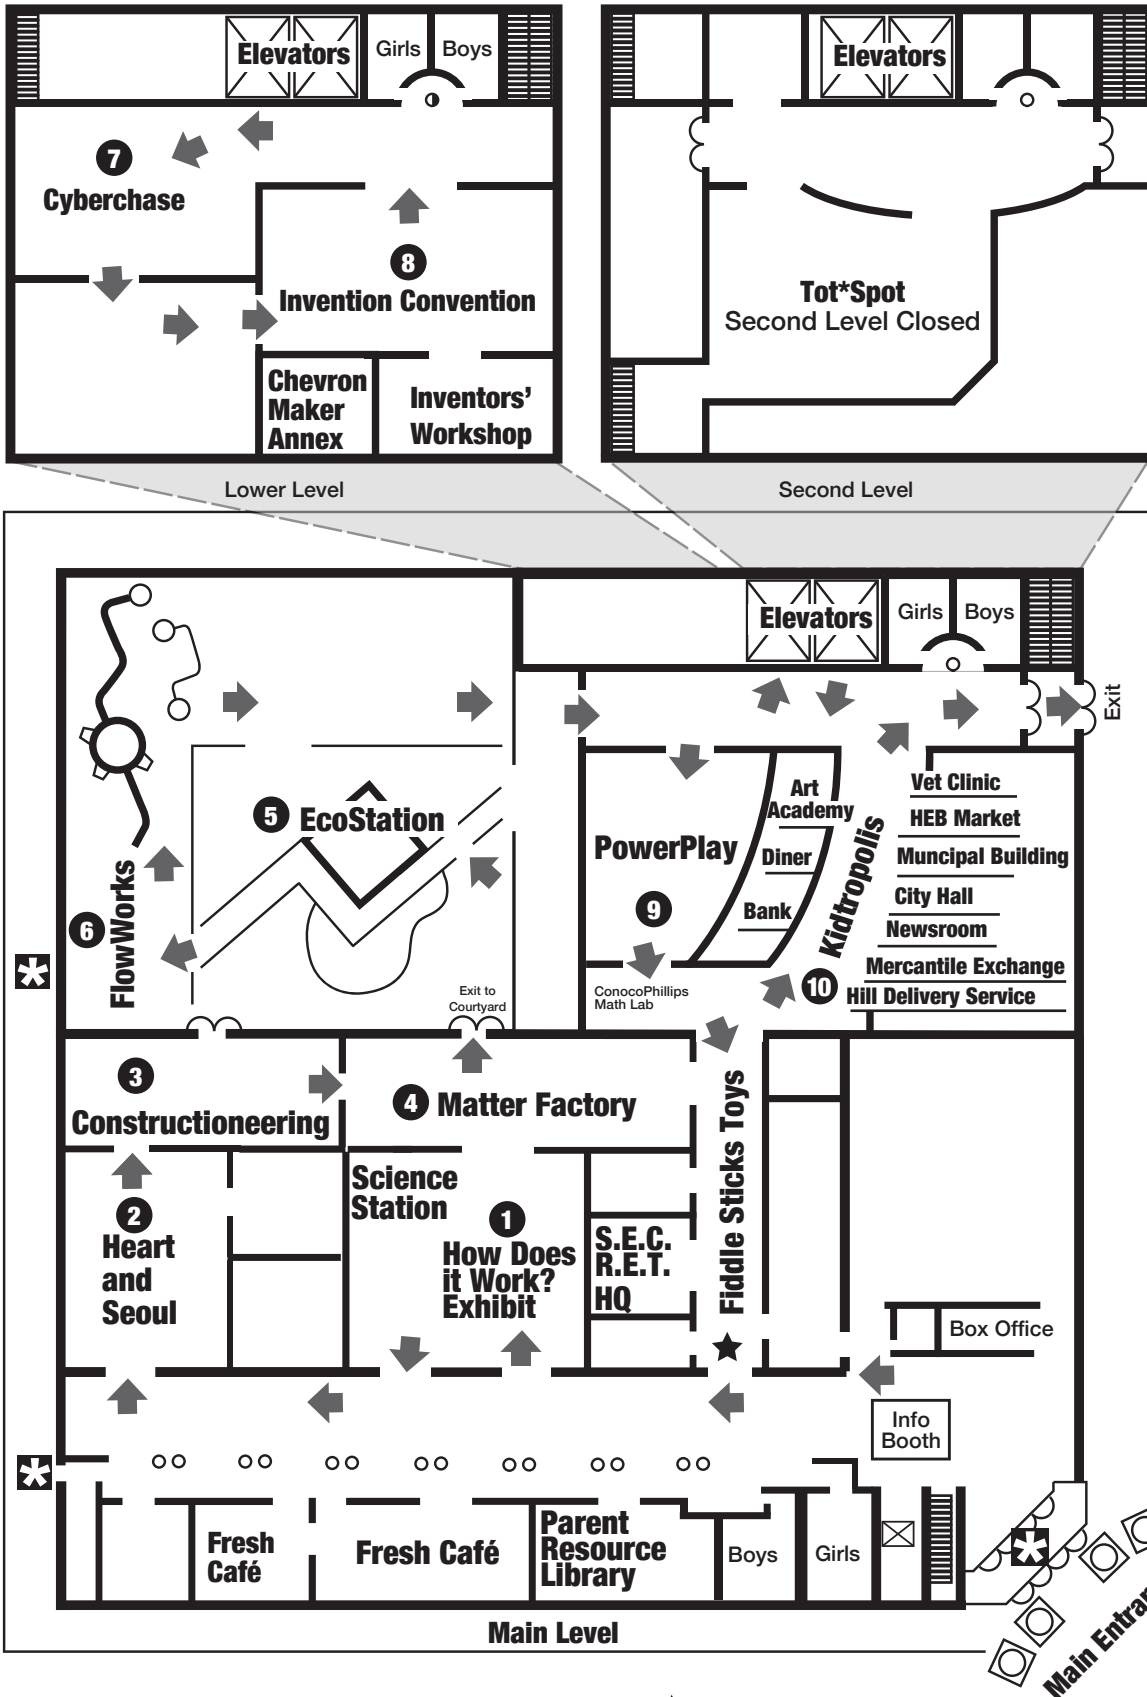 Elevators
Girls
Boys
7
Cyberchase
8
Invention Convention
Chevron
Maker
Annex
Inventors’
Workshop
Lower Level
Elevators
Tot*Spot
Second Level Closed
Second Level
Elevators
Girls
Boys
Exit
5
EcoStation
6
FlowWorks
Exit to
Courtyard
PowerPlay
9
ConocoPhillips
Math Lab
Art
Academy
Diner
Bank
Kidtropolis
10
Vet Clinic
HEB Market
Muncipal Building
City Hall
Newsroom
Mercantile Exchange
Hill Delivery Service
3
Constructioneering
4
Matter Factory
2
Heart
and
Seoul
Science
Station
1
How Does
it Work?
Exhibit
S.E.C.
R.E.T.
HQ
Fiddle Sticks Toys
Box Office
Info
Booth
Fresh
Café
Fresh Café
Parent
Resource
Library
Boys
Girls
Main Level
Main